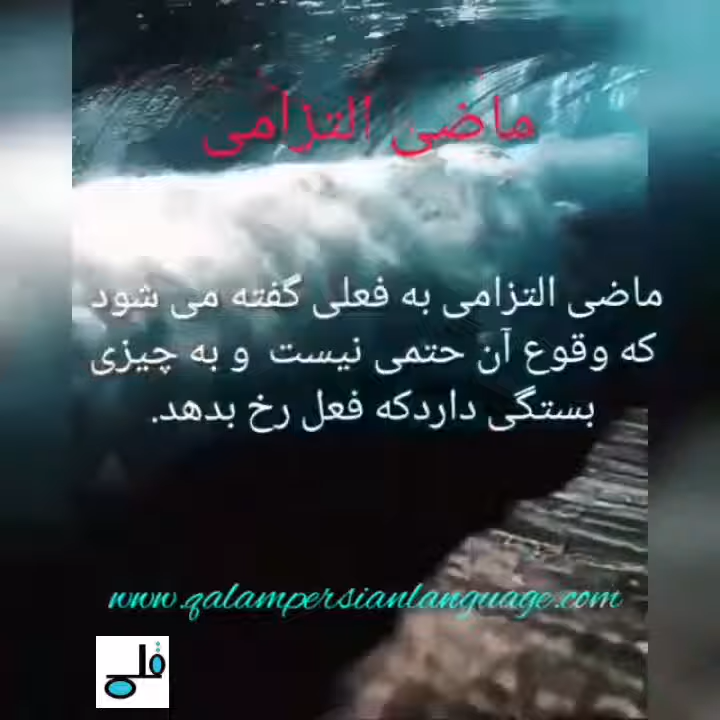 ماضی التزامی
ماضی التزامی به فعلی گفته می شود
که وقوع آن حتمی نیست و به چیزی
بستگی داردکه فعل رخ بدهد.
www.qalampersianlanguage.com
قلم